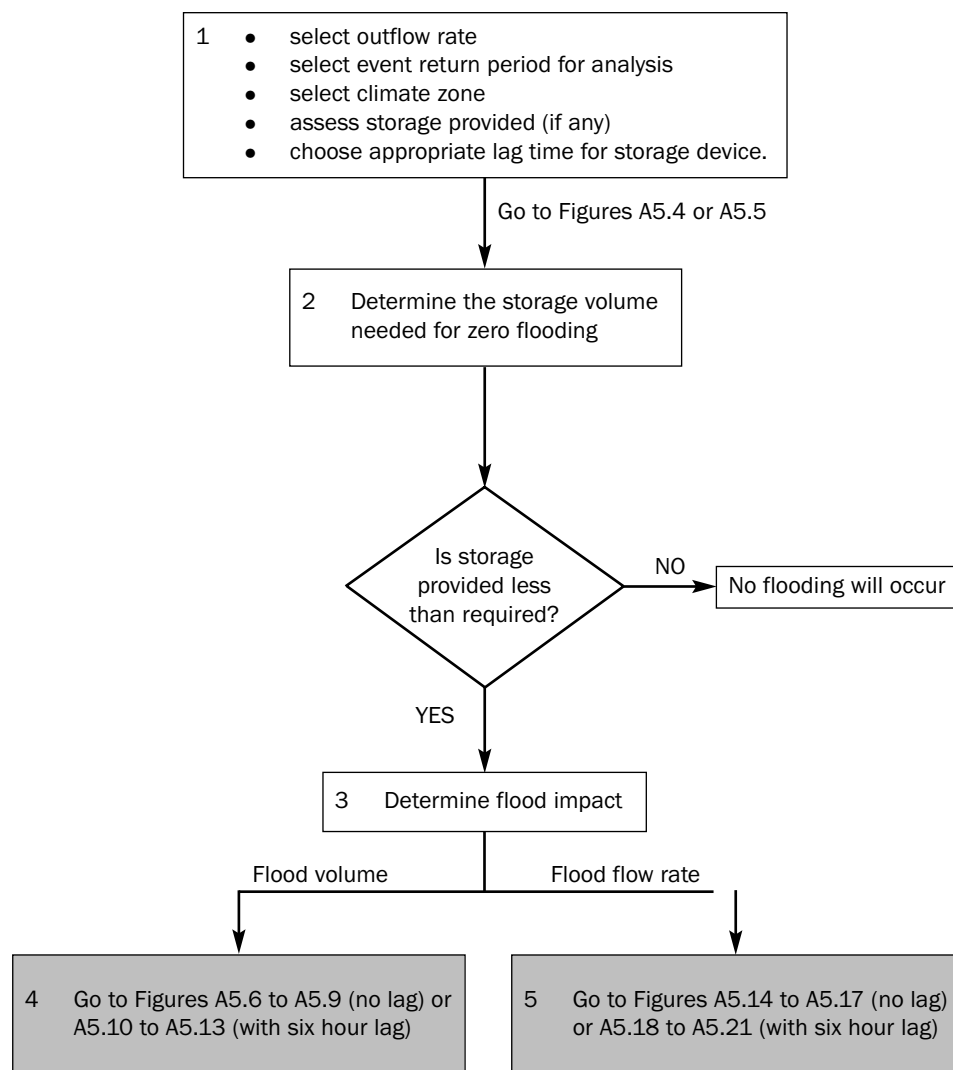 1 • select outflow rate
• select event return period for analysis
• select climate zone
• assess storage provided (if any)
• choose appropriate lag time for storage device.
Go to Figures A5.4 or A5.5
2 Determine the storage volume
needed for zero flooding
Is storage
provided less
than required?
NO
No flooding will occur
YES
3 Determine flood impact
Flood volume
Flood flow rate
4 Go to Figures A5.6 to A5.9 (no lag) or
A5.10 to A5.13 (with six hour lag)
5 Go to Figures A5.14 to A5.17 (no lag)
or A5.18 to A5.21 (with six hour lag)